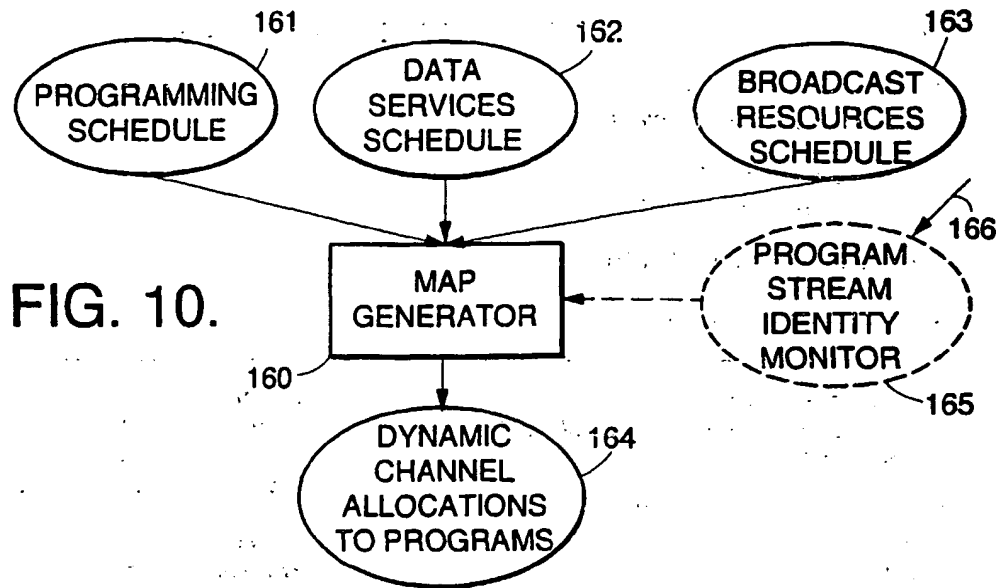 161
PROGRAMMING
SCHEDULE
162
DATA
SERVICES
SCHEDULE
163
BROADCAST
RESOURCES
SCHEDULE
166
PROGRAM
STREAM
IDENTITY
MONITOR
165
FIG. 10.
MAP
GENERATOR
160
DYNAMIC
CHANNEL
ALLOCATIONS
TO PROGRAMS
164